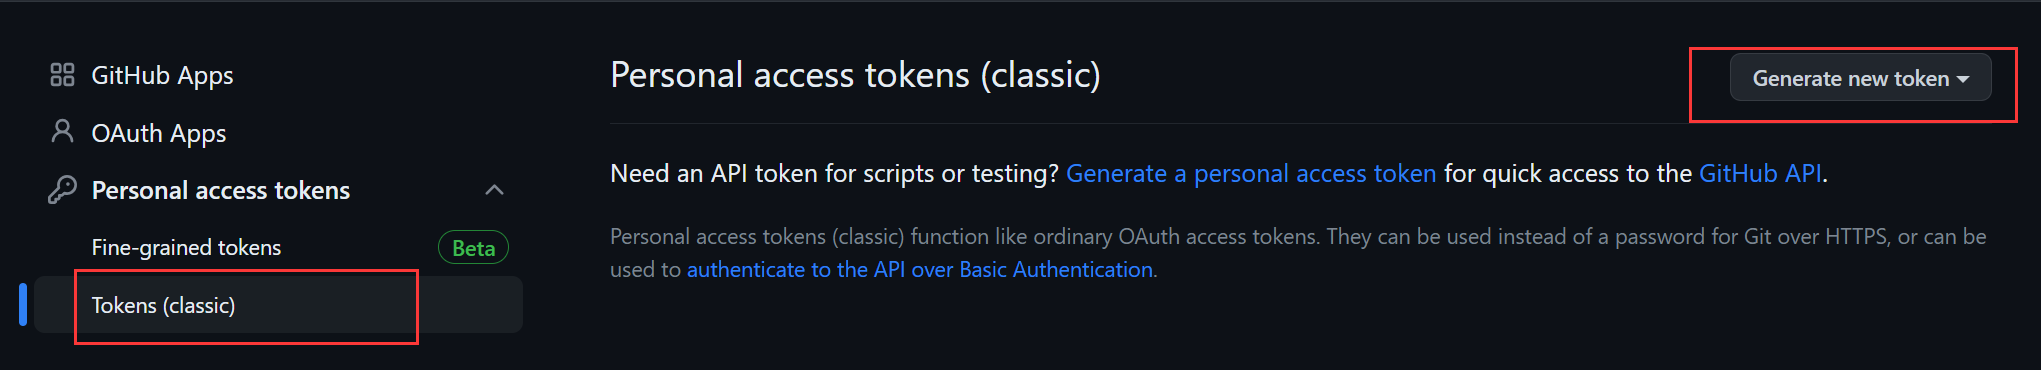 GitHub Apps
OAuth Apps
Personal access tokens
Fine-grained tokens Beta
Tokens (classic)
Personal access tokens (classic)
Generate new token
Need an API token for scripts or testing? Generate a personal access token for quick access to the GitHub API.
Personal access tokens (classic) function like ordinary OAuth access tokens. They can be used instead of a password for Git over HTTPS, or can be
used to authenticate to the API over Basic Authentication.